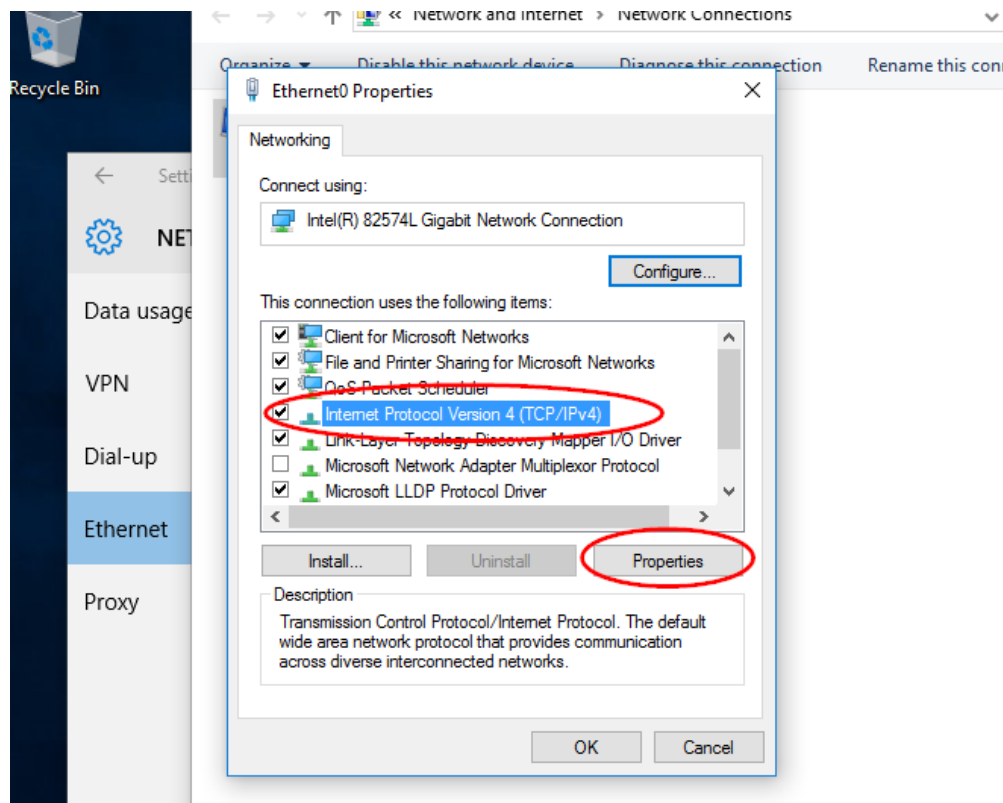 Recycle Bin
« Network and Internet > Network Connections
Organize Disable this network device Diagnose this connection Rename this con
Setti
NET
Data usage
VPN
Dial-up
Ethernet
Proxy
Ethernet0 Properties
Networking
Connect using:
Intel(R) 82574L Gigabit Network Connection
Configure...
This connection uses the following items:
Client for Microsoft Networks
File and Printer Sharing for Microsoft Networks
QoS Packet Scheduler
Internet Protocol Version 4 (TCP/IPv4)
Link-Layer Topology Discovery Mapper I/O Driver
Microsoft Network Adapter Multiplexor Protocol
Microsoft LLDP Protocol Driver
Install... Uninstall Properties
Description
Transmission Control Protocol/Internet Protocol. The default
wide area network protocol that provides communication
across diverse interconnected networks.
OK Cancel